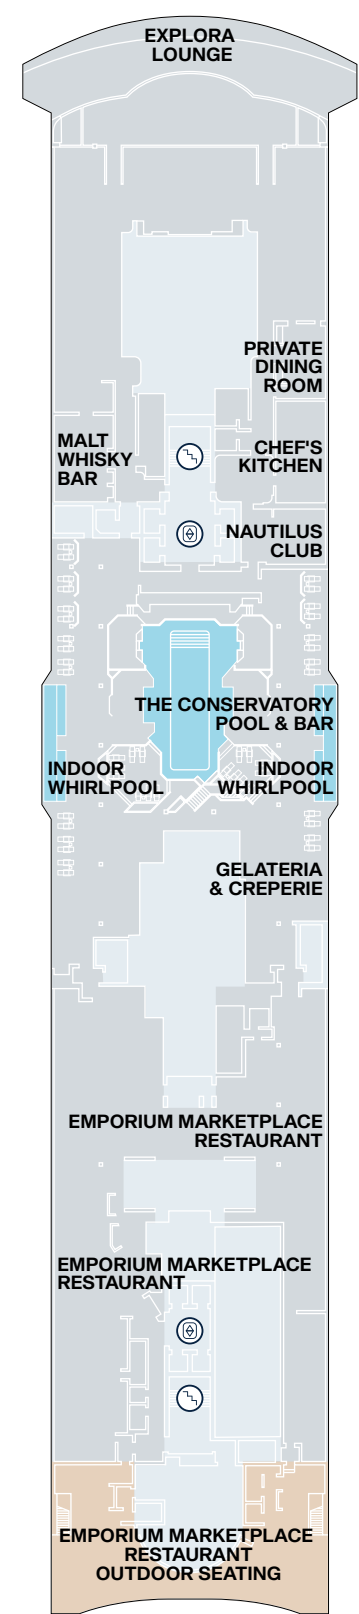 EXPLORA
LOUNGE
PRIVATE
DINING
ROOM
MALT
WHISKY
BAR
CHEF'S
KITCHEN
NAUTILUS
CLUB
THE CONSERVATORY
POOL & BAR
INDOOR
WHIRLPOOL
INDOOR
WHIRLPOOL
GELATERIA
& CREPERIE
EMPORIUM MARKETPLACE
RESTAURANT
EMPORIUM MARKETPLACE
RESTAURANT
EMPORIUM MARKETPLACE
RESTAURANT
OUTDOOR SEATING